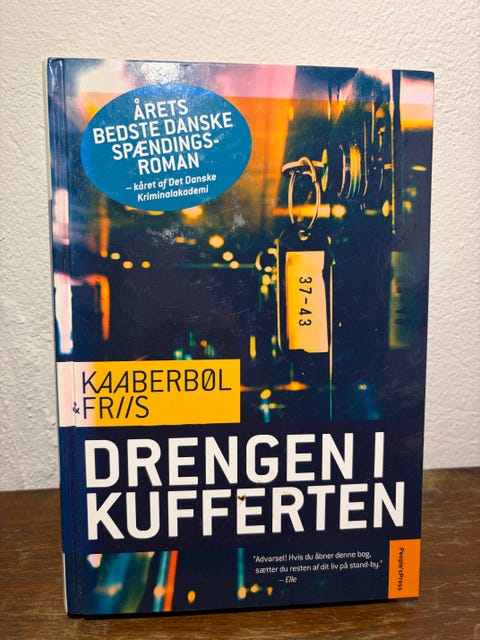 ÅRETS
BEDSTE DANSKE
SPÆNDINGS-
ROMAN
– kåret af Det Danske
Kriminalakademi
37-43
KAABERBØL
& FRIIS
DRENGEN I
KUFFERTEN
"Advarsel! Hvis du åbner denne bog,
sætter du resten af dit liv på stand-by."
– Elle
People'sPress